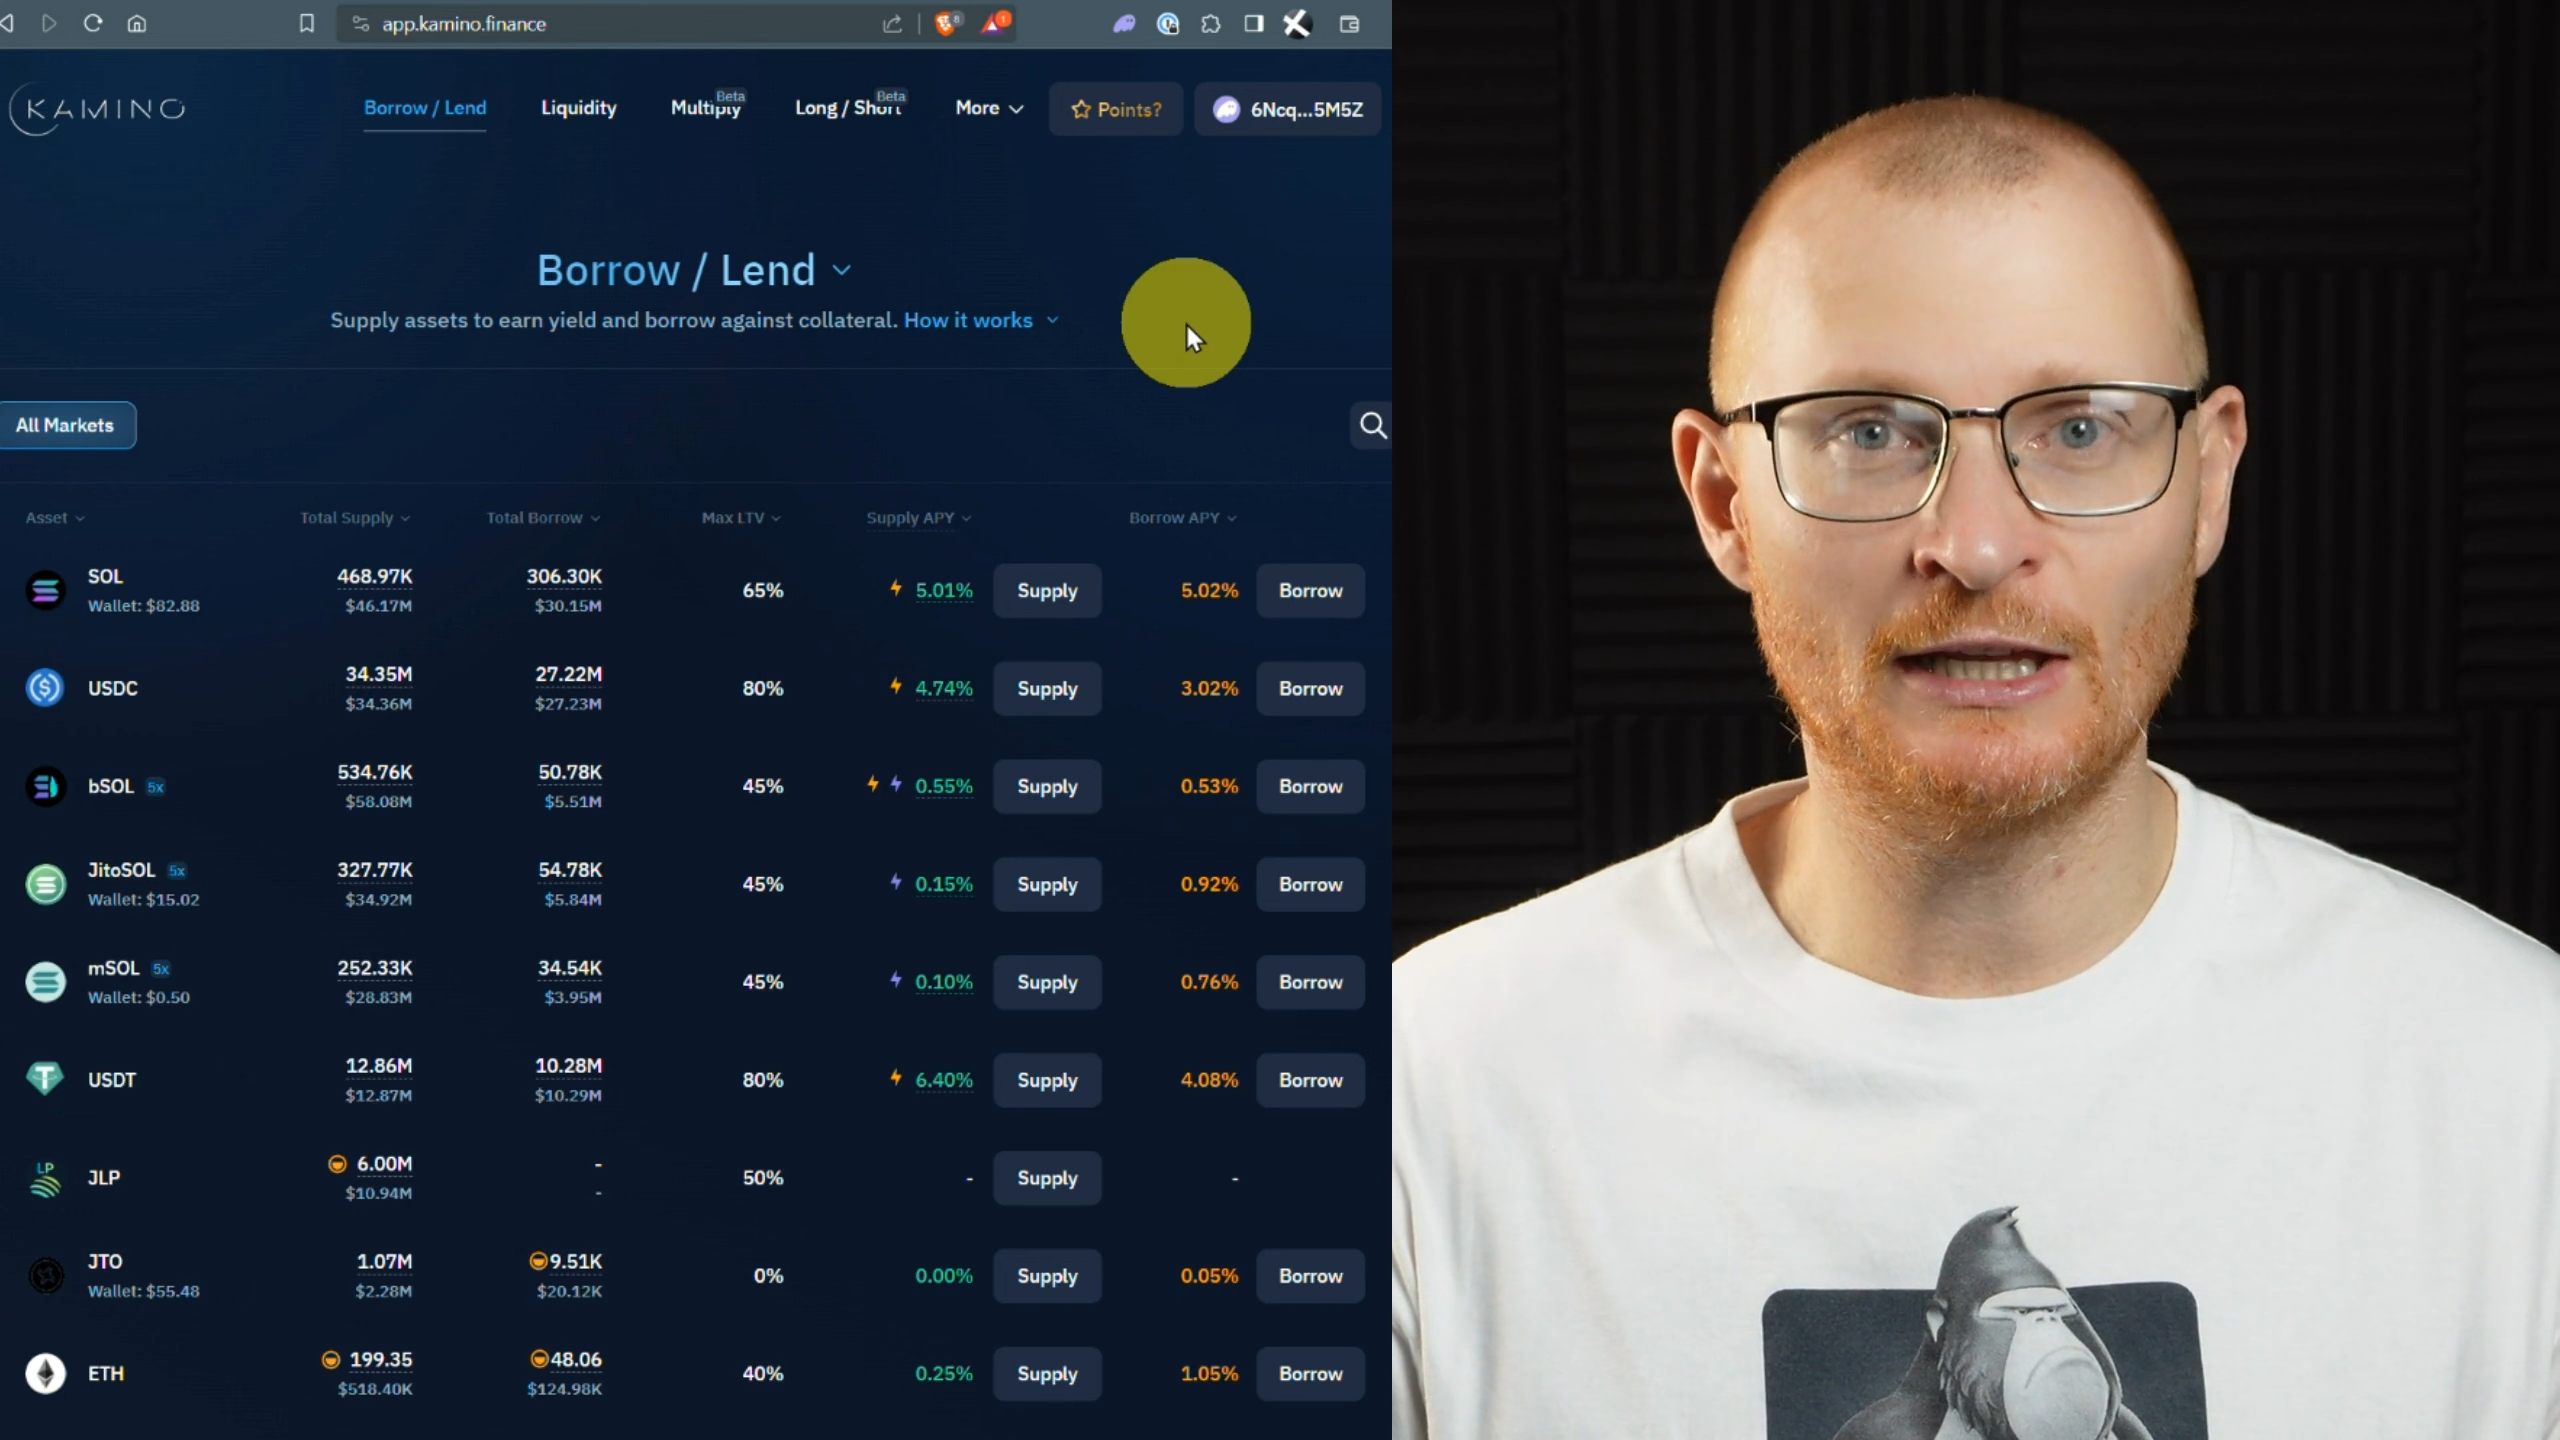 app.kamino.finance
8
1
KAMINO
Borrow / Lend
Liquidity
Multiply
Beta
Long / Short
Beta
More
Points?
6Ncq...5M5Z
Borrow / Lend
Supply assets to earn yield and borrow against collateral. How it works
All Markets
Asset Total Supply Total Borrow Max LTV Supply APY Borrow APY
SOL 468.97K 306.30K 65% 5.01% Supply 5.02% Borrow
Wallet: $82.88 $46.17M $30.15M
USDC 34.35M 27.22M 80% 4.74% Supply 3.02% Borrow
$34.36M $27.23M
bSOL 5x 534.76K 50.78K 45% 0.55% Supply 0.53% Borrow
$58.08M $5.51M
JitoSOL 5x 327.77K 54.78K 45% 0.15% Supply 0.92% Borrow
Wallet: $15.02 $34.92M $5.84M
mSOL 5x 252.33K 34.54K 45% 0.10% Supply 0.76% Borrow
Wallet: $0.50 $28.83M $3.95M
USDT 12.86M 10.28M 80% 6.40% Supply 4.08% Borrow
$12.87M $10.29M
LP
JLP 6.00M - 50% - Supply -
$10.94M -
JTO 1.07M 9.51K 0% 0.00% Supply 0.05% Borrow
Wallet: $55.48 $2.28M $20.12K
ETH 199.35 48.06 40% 0.25% Supply 1.05% Borrow
$518.40K $124.98K